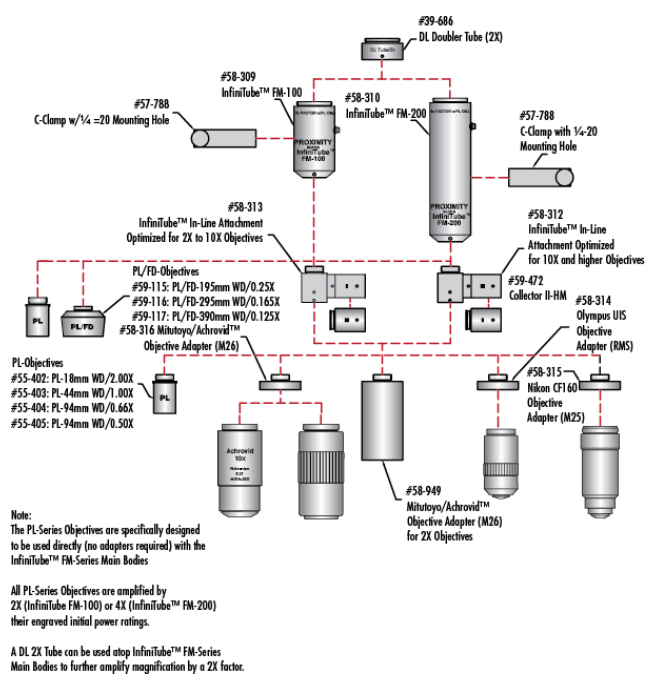 #39-686
DL Doubler Tube (2X)
DL Tube/2x
#58-309
InfiniTube™ FM-100
#58-310
InfiniTube™ FM-200
#57-788
C-Clamp w/¼ =20 Mounting Hole
#57-788
C-Clamp with ¼-20
Mounting Hole
PROXIMITY
InfiniTube™
FM-100
PROXIMITY
InfiniTube™
FM-200
#58-313
InfiniTube™ In-Line Attachment
Optimized for 2X to 10X Objectives
#58-312
InfiniTube™ In-Line
Attachment Optimized
for 10X and higher Objectives
#59-472
Collector II-HM
PL/FD-Objectives
#59-115: PL/FD-195mm WD/0.25X
#59-116: PL/FD-295mm WD/0.165X
#59-117: PL/FD-390mm WD/0.125X
PL
PL/FD
#58-316 Mitutoyo/Achrovid™
Objective Adapter (M26)
#58-314
Olympus UIS
Objective
Adapter (RMS)
#58-315
Nikon CF160
Objective
Adapter (M25)
PL-Objectives
#55-402: PL-18mm WD/2.00X
#55-403: PL-44mm WD/1.00X
#55-404: PL-94mm WD/0.66X
#55-405: PL-94mm WD/0.50X
PL
Achrovid
10x
#58-949
Mitutoyo/Achrovid™
Objective Adapter (M26)
for 2X Objectives
Note:
The PL-Series Objectives are specifically designed
to be used directly (no adapters required) with the
InfiniTube™ FM-Series Main Bodies
All PL-Series Objectives are amplified by
2X (InfiniTube FM-100) or 4X (InfiniTube™ FM-200)
their engraved initial power ratings.
A DL 2X Tube can be used atop InfiniTube™ FM-Series
Main Bodies to further amplify magnification by a 2X factor.